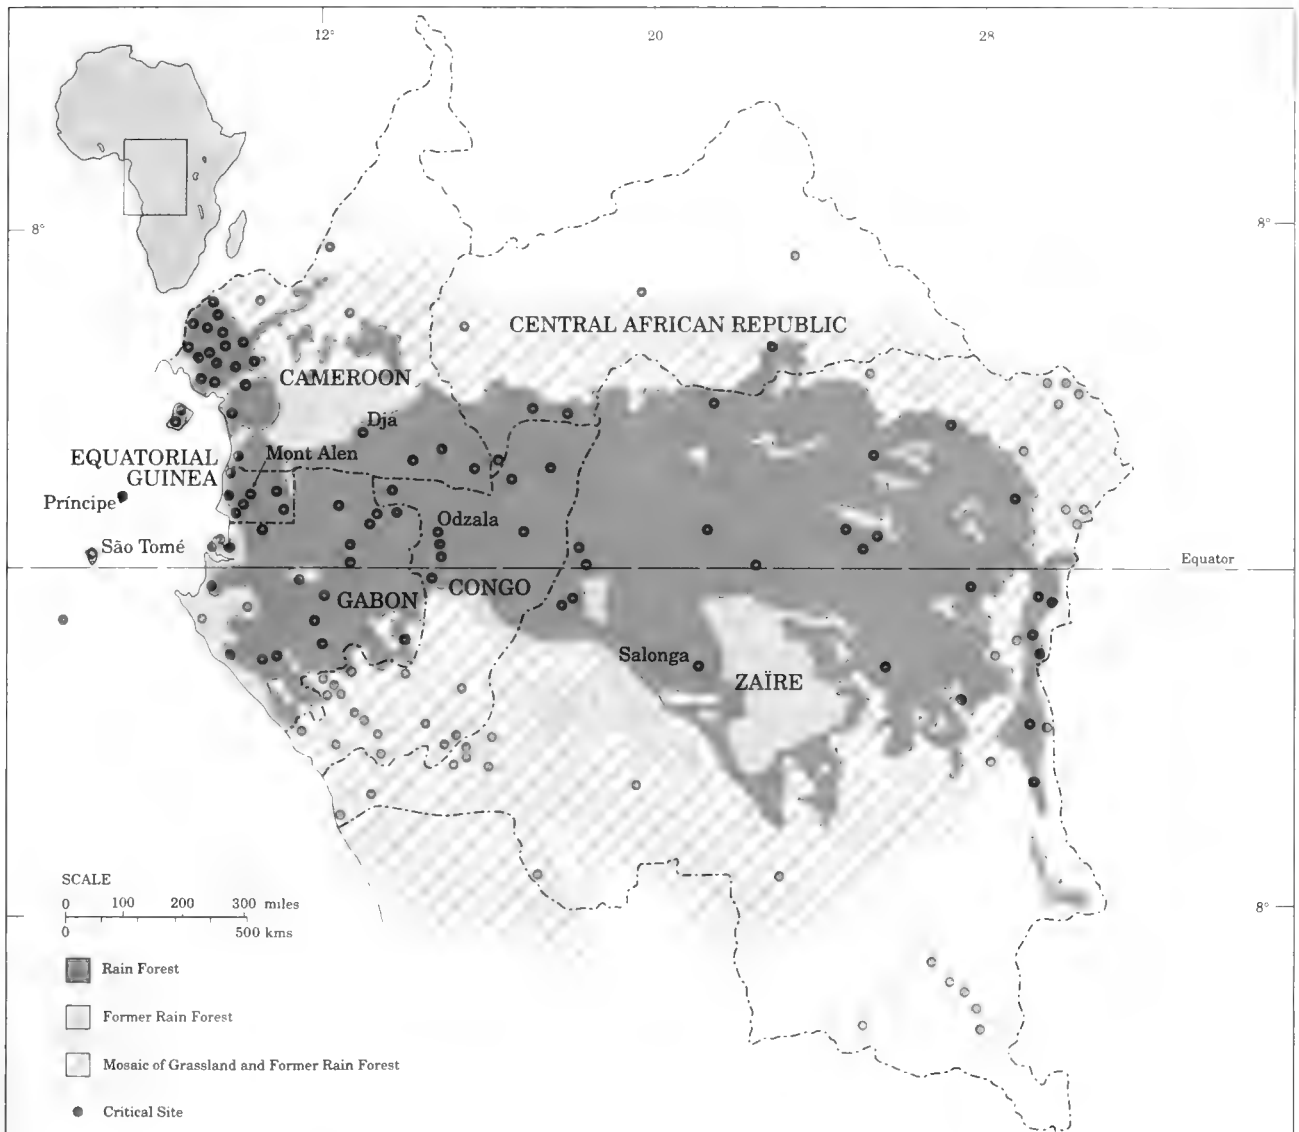 12°
20
28
8°
8°
CENTRAL AFRICAN REPUBLIC
CAMEROON
Dja
EQUATORIAL
GUINEA
Mont Alen
Príncipe
Odzala
São Tomé
Equator
CONGO
GABON
Salonga
ZAÏRE
SCALE
0 100 200 300 miles
0 500 kms
8°
Rain Forest
Former Rain Forest
Mosaic of Grassland and Former Rain Forest
Critical Site